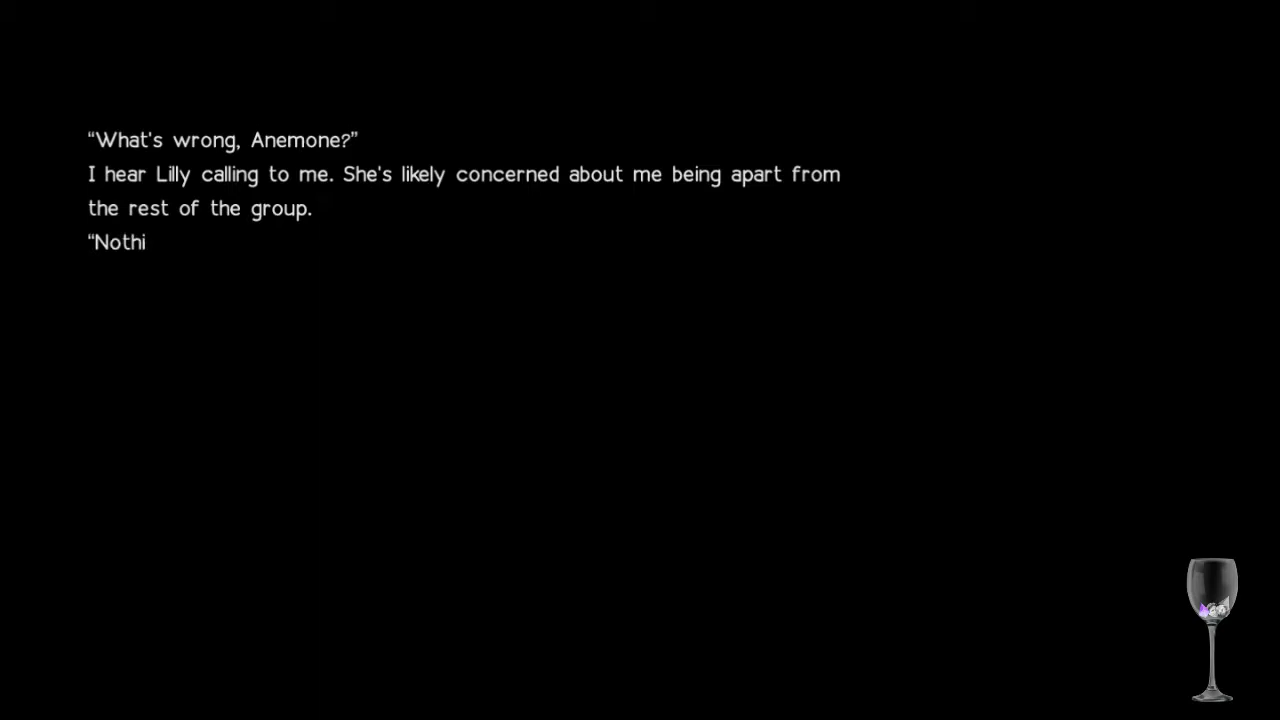 “What's wrong, Anemone?”
I hear Lilly calling to me. She's likely concerned about me being apart from
the rest of the group.
“Nothi